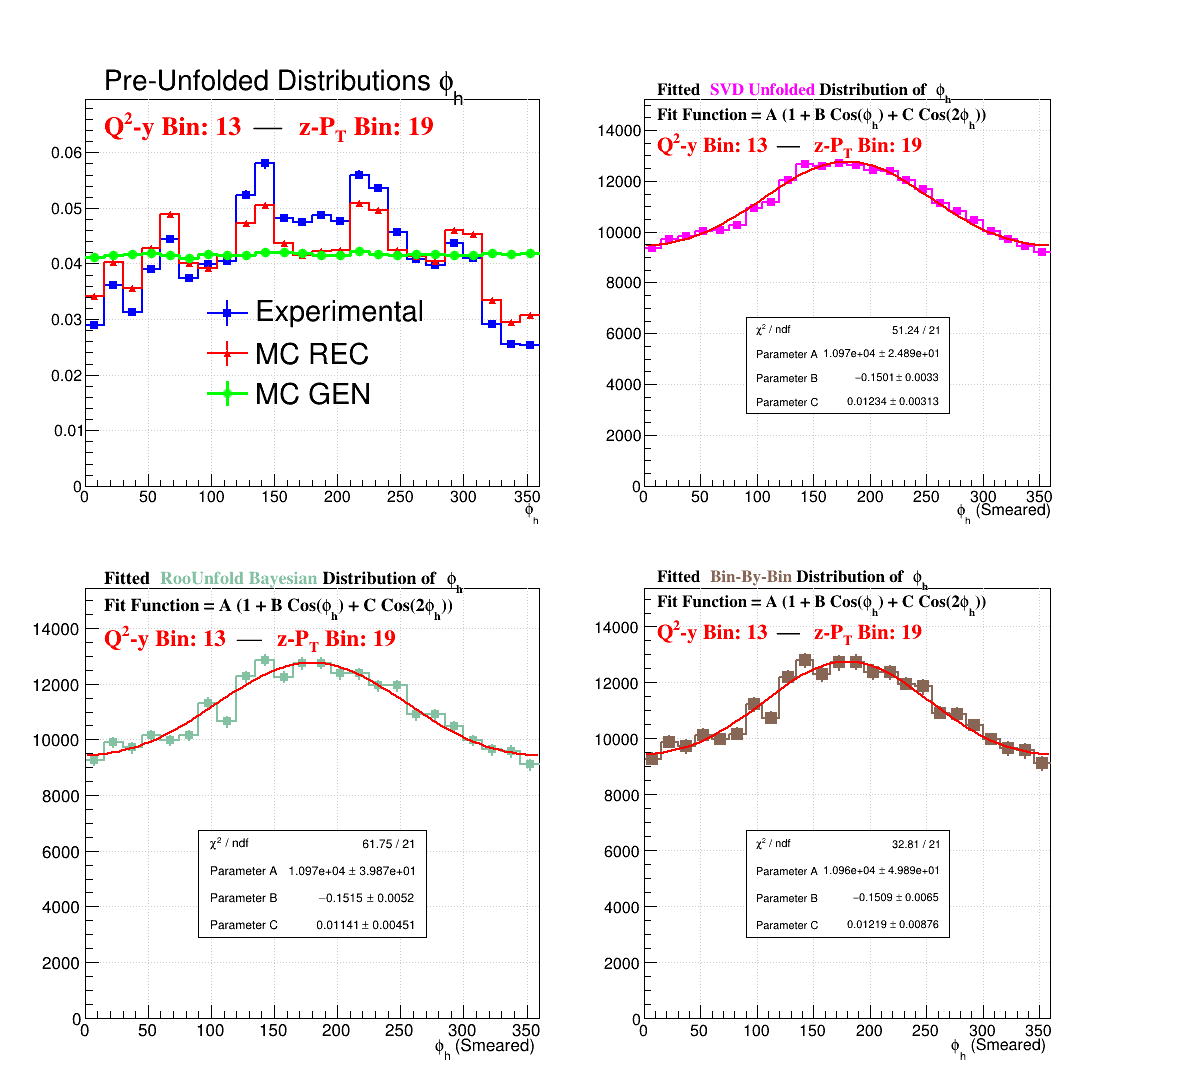 Pre-Unfolded Distributions ϕh
Q²-y Bin: 13 — z-PT Bin: 19
0.06
0.05
0.04
0.03
0.02
0.01
0
Experimental
MC REC
MC GEN
0 50 100 150 200 250 300 350
ϕh
Fitted SVD Unfolded Distribution of ϕh
Fit Function = A (1 + B Cos(ϕh) + C Cos(2ϕh))
Q²-y Bin: 13 — z-PT Bin: 19
14000
12000
10000
8000
6000
4000
2000
0
χ² / ndf 51.24 / 21
Parameter A 1.097e+04 ± 2.489e+01
Parameter B −0.1501 ± 0.0033
Parameter C 0.01234 ± 0.00313
0 50 100 150 200 250 300 350
ϕh (Smeared)
Fitted RooUnfold Bayesian Distribution of ϕh
Fit Function = A (1 + B Cos(ϕh) + C Cos(2ϕh))
Q²-y Bin: 13 — z-PT Bin: 19
14000
12000
10000
8000
6000
4000
2000
0
χ² / ndf 61.75 / 21
Parameter A 1.097e+04 ± 3.987e+01
Parameter B −0.1515 ± 0.0052
Parameter C 0.01141 ± 0.00451
0 50 100 150 200 250 300 350
ϕh (Smeared)
Fitted Bin-By-Bin Distribution of ϕh
Fit Function = A (1 + B Cos(ϕh) + C Cos(2ϕh))
Q²-y Bin: 13 — z-PT Bin: 19
14000
12000
10000
8000
6000
4000
2000
0
χ² / ndf 32.81 / 21
Parameter A 1.096e+04 ± 4.989e+01
Parameter B −0.1509 ± 0.0065
Parameter C 0.01219 ± 0.00876
0 50 100 150 200 250 300 350
ϕh (Smeared)